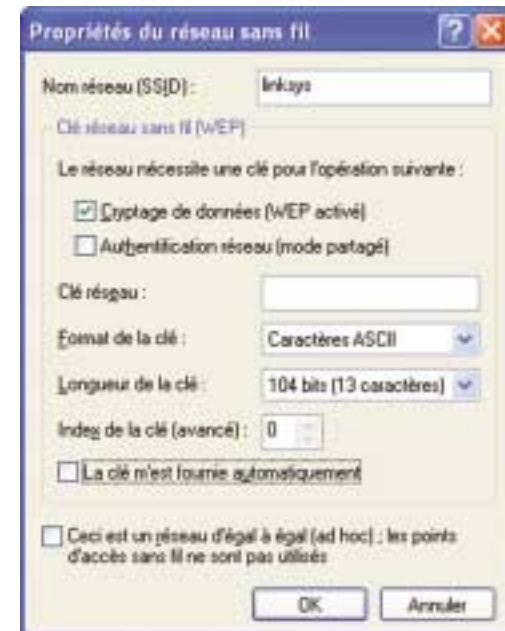 Propriétés du réseau sans fil
Nom réseau (SSID) : linksys
Clé réseau sans fil (WEP)
Le réseau nécessite une clé pour l'opération suivante :
Cryptage de données (WEP activé)
Authentification réseau (mode partagé)
Clé réseau :
Format de la clé : Caractères ASCII
Longueur de la clé : 104 bits (13 caractères)
Index de la clé (avancé) : 0
La clé m'est fournie automatiquement
Ceci est un réseau d'égal à égal (ad hoc) ; les points
d'accès sans fil ne sont pas utilisés
OK Annuler